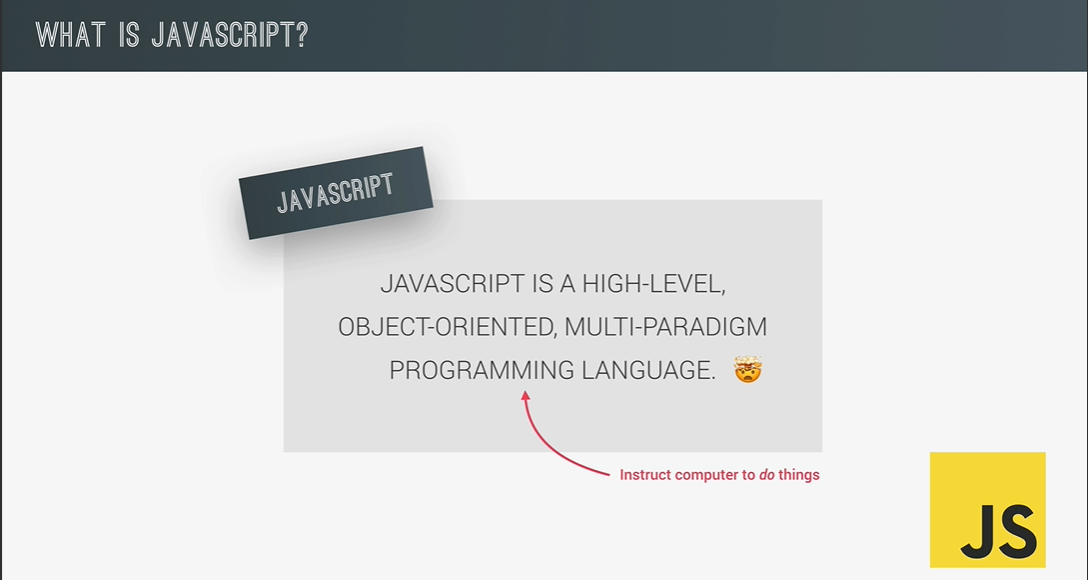 WHAT IS JAVASCRIPT?
JAVASCRIPT
JAVASCRIPT IS A HIGH-LEVEL,
OBJECT-ORIENTED, MULTI-PARADIGM
PROGRAMMING LANGUAGE. 🤯
Instruct computer to do things
JS